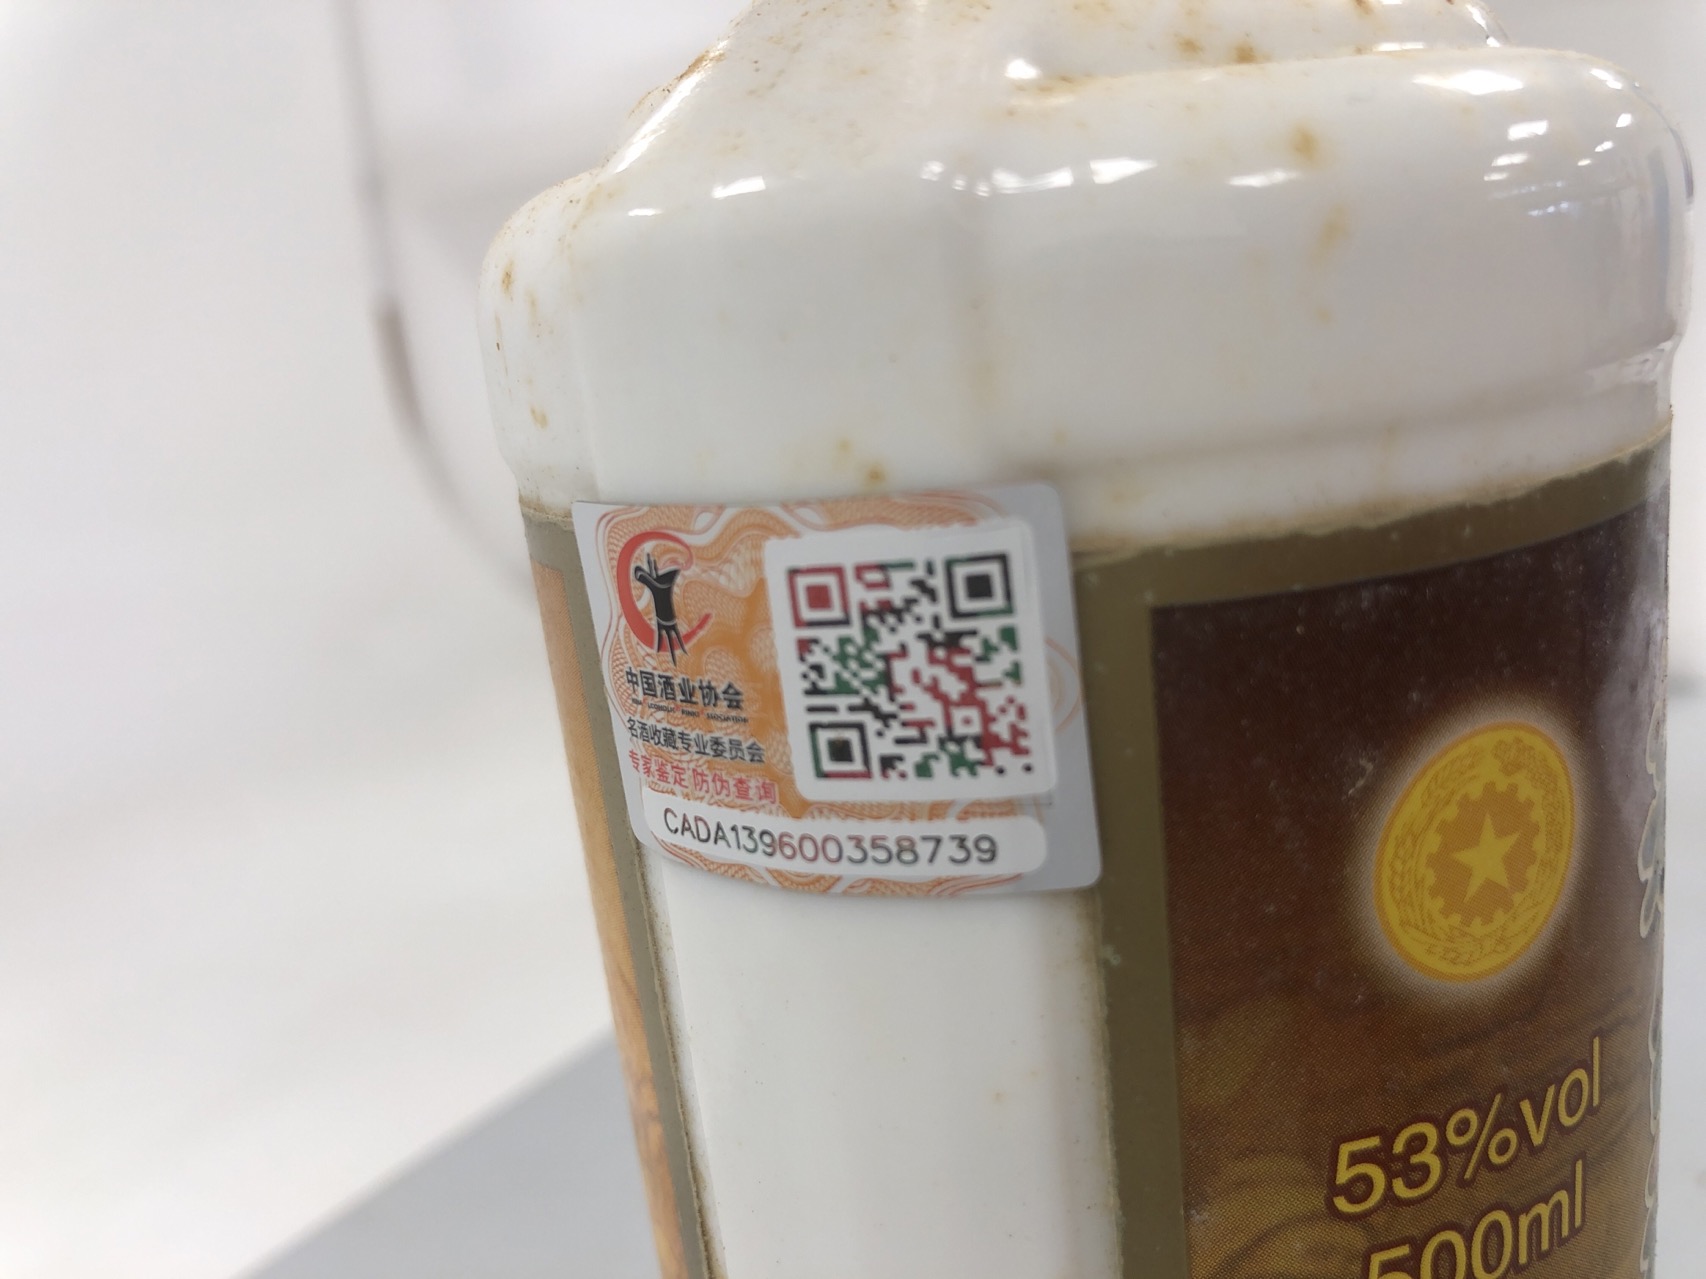 中国酒业协会
名酒收藏专业委员会
专家鉴定 防伪查询
CADA139600358739
53%vol
500ml